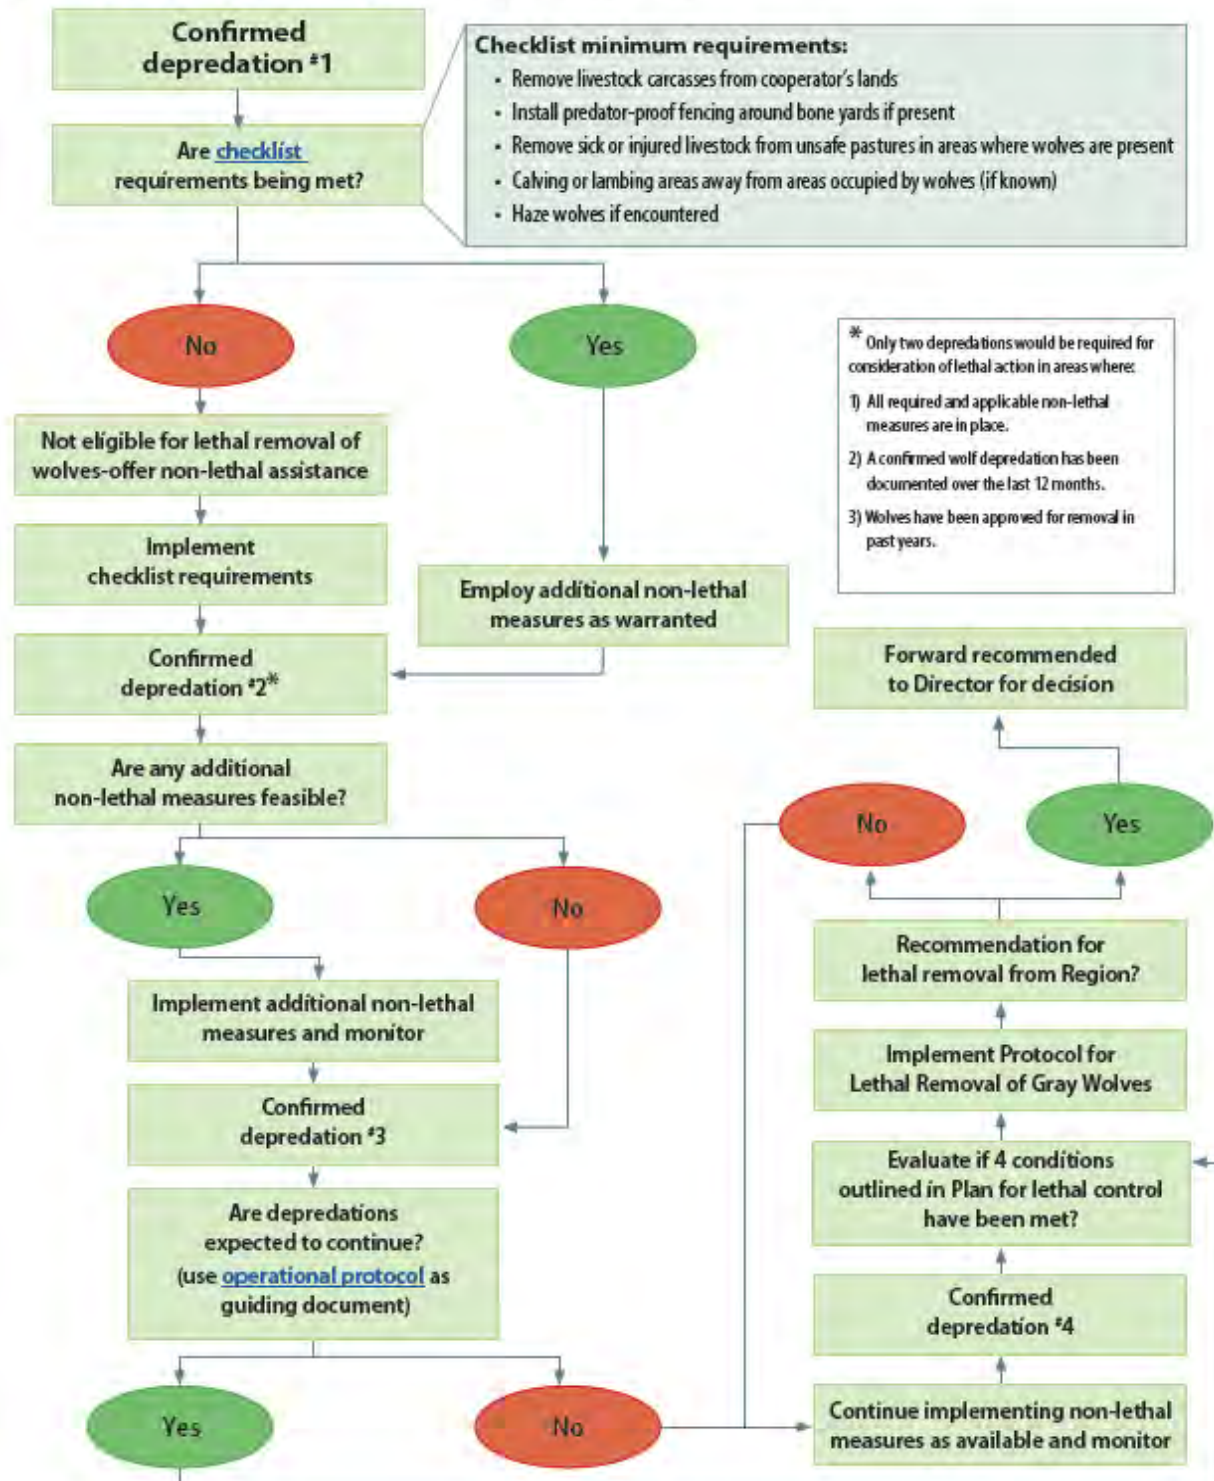 Confirmed
depredation #1
Checklist minimum requirements:
• Remove livestock carcasses from cooperator's lands
• Install predator-proof fencing around bone yards if present
• Remove sick or injured livestock from unsafe pastures in areas where wolves are present
• Calving or lambing areas away from areas occupied by wolves (if known)
• Haze wolves if encountered
Are checklist
requirements being met?
No
Yes
* Only two depredations would be required for
consideration of lethal action in areas where:
1) All required and applicable non-lethal
measures are in place.
2) A confirmed wolf depredation has been
documented over the last 12 months.
3) Wolves have been approved for removal in
past years.
Not eligible for lethal removal of
wolves-offer non-lethal assistance
Implement
checklist requirements
Employ additional non-lethal
measures as warranted
Confirmed
depredation #2*
Are any additional
non-lethal measures feasible?
Yes
No
Implement additional non-lethal
measures and monitor
Confirmed
depredation #3
Are depredations
expected to continue?
(use operational protocol as
guiding document)
Yes
No
Forward recommended
to Director for decision
No
Yes
Recommendation for
lethal removal from Region?
Implement Protocol for
Lethal Removal of Gray Wolves
Evaluate if 4 conditions
outlined in Plan for lethal control
have been met?
Confirmed
depredation #4
Continue implementing non-lethal
measures as available and monitor